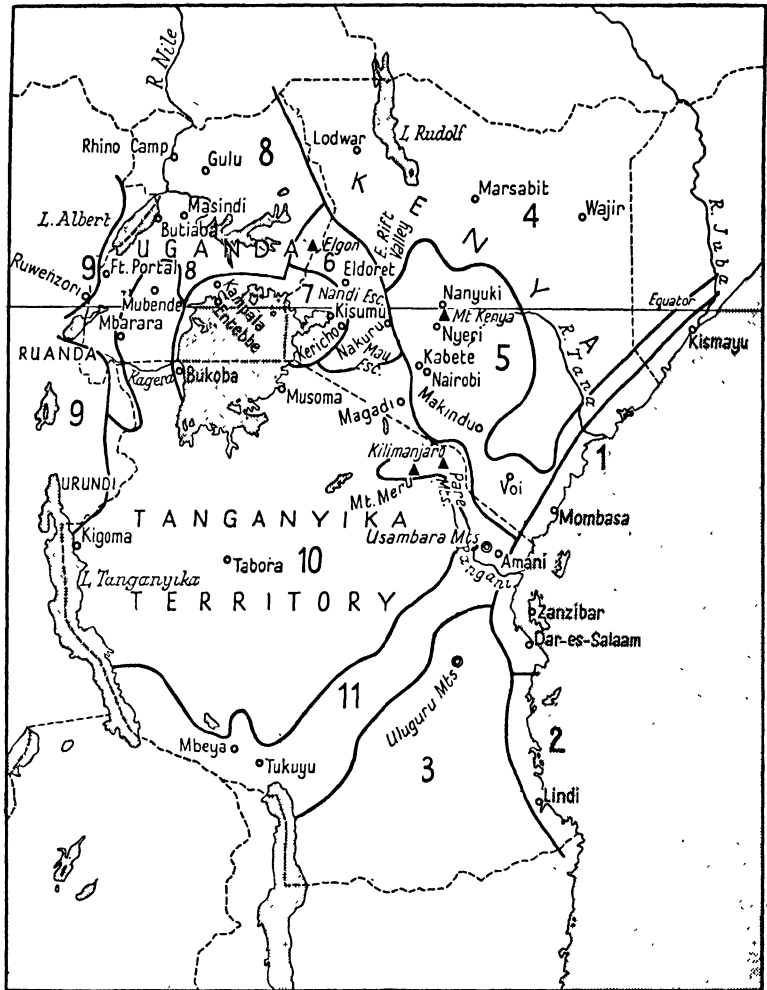 R. Nile
Lodwar
L. Rudolf
Rhino Camp
Gulu
8
K
E
N
Y
A
Marsabit
4
Wajir
R. Juba
Masindi
L. Albert
Butiaba
E. Rift
Valley
UGANDA
Elgon
6
Ruwenzori
9
Ft. Portal
8
Eldoret
7
Nandi Esc.
Nanyuki
Equator
Mubende
Kampala
Entebbe
Kisumu
Mt Kenya
Mbarara
Kericho
Nakuru
Nyeri
R. Tana
Kismayu
RUANDA
Mau
Esc.
Kabete
5
Kagera
Bukoba
Nairobi
Musoma
9
Magadi
Makindu
Kilimanjaro
1
URUNDI
Mt. Meru
Pare
Mts.
Voi
TANGANYIKA
Mombasa
Kigoma
Usambara Mts
Tabora
10
Amani
Pangani
L. Tanganyika
TERRITORY
Zanzibar
Dar-es-Salaam
11
Uluguru Mts
2
Mbeya
3
Tukuyu
Lindi